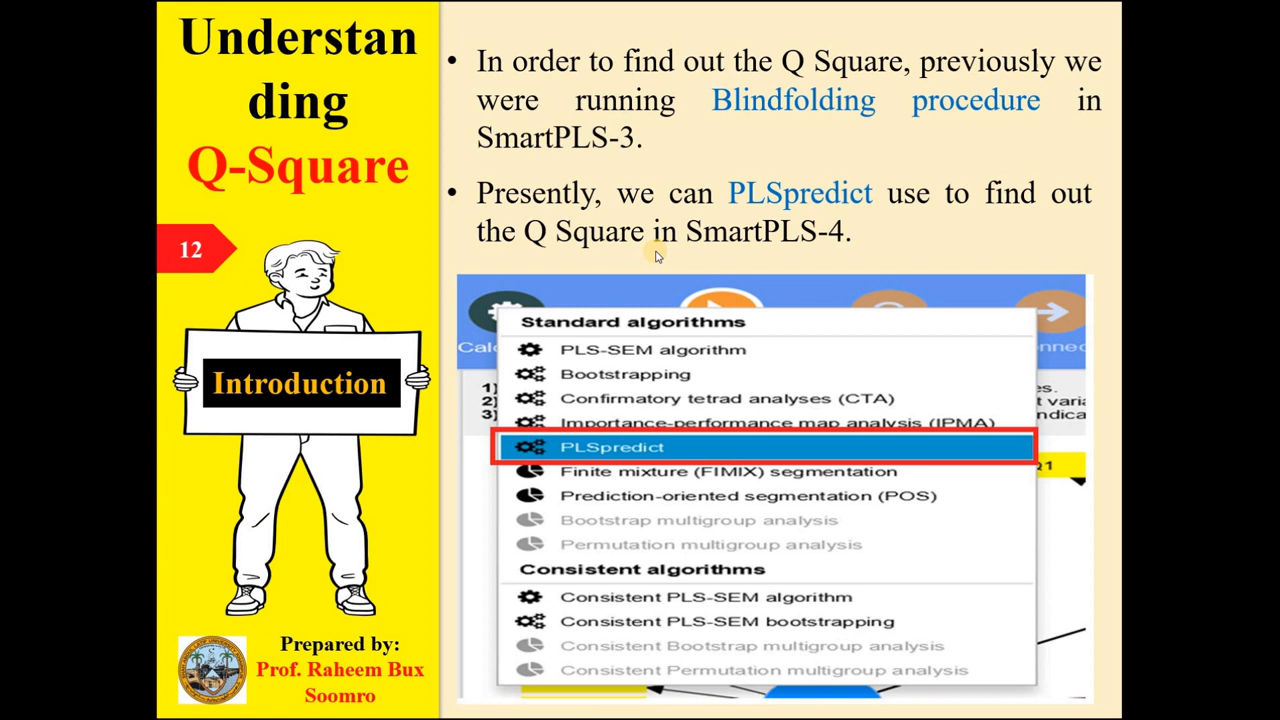 Understan
ding
Q-Square
12
Introduction
Prepared by:
Prof. Raheem Bux
Soomro
• In order to find out the Q Square, previously we
were running Blindfolding procedure in
SmartPLS-3.
• Presently, we can PLSpredict use to find out
the Q Square in SmartPLS-4.
Standard algorithms
PLS-SEM algorithm
Bootstrapping
Confirmatory tetrad analyses (CTA)
Importance-performance map analysis (IPMA)
PLSpredict
Finite mixture (FIMIX) segmentation
Prediction-oriented segmentation (POS)
Bootstrap multigroup analysis
Permutation multigroup analysis
Consistent algorithms
Consistent PLS-SEM algorithm
Consistent PLS-SEM bootstrapping
Consistent Bootstrap multigroup analysis
Consistent Permutation multigroup analysis
1)
2)
3)